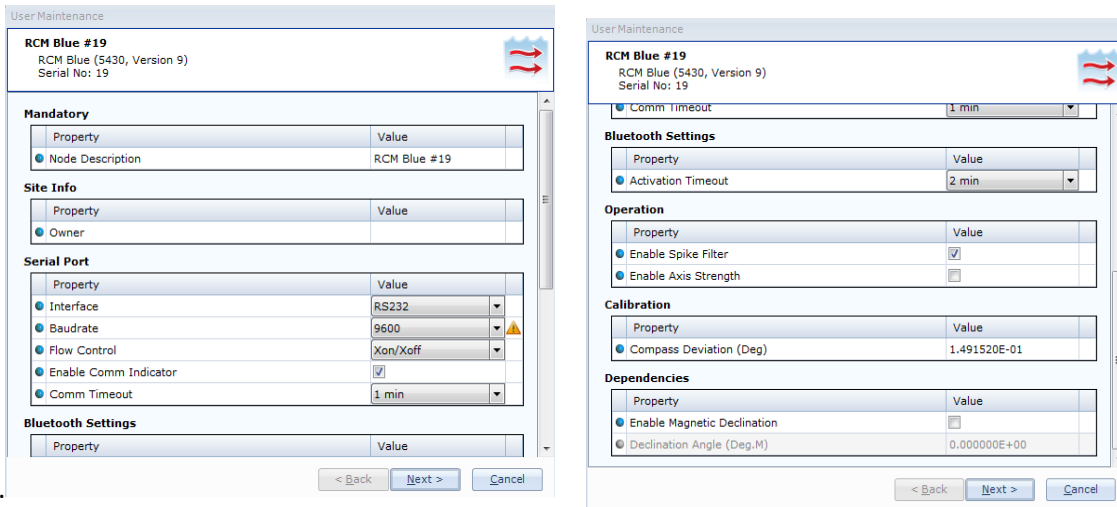 User Maintenance
RCM Blue #19
RCM Blue (5430, Version 9)
Serial No: 19
Mandatory
Property Value
Node Description RCM Blue #19
Site Info
Property Value
Owner
Serial Port
Property Value
Interface RS232
Baudrate 9600
Flow Control Xon/Xoff
Enable Comm Indicator
Comm Timeout 1 min
Bluetooth Settings
Property Value
< Back Next > Cancel
.
User Maintenance
RCM Blue #19
RCM Blue (5430, Version 9)
Serial No: 19
Comm Timeout 1 min
Bluetooth Settings
Property Value
Activation Timeout 2 min
Operation
Property Value
Enable Spike Filter
Enable Axis Strength
Calibration
Property Value
Compass Deviation (Deg) 1.491520E-01
Dependencies
Property Value
Enable Magnetic Declination
Declination Angle (Deg.M) 0.000000E+00
< Back Next > Cancel